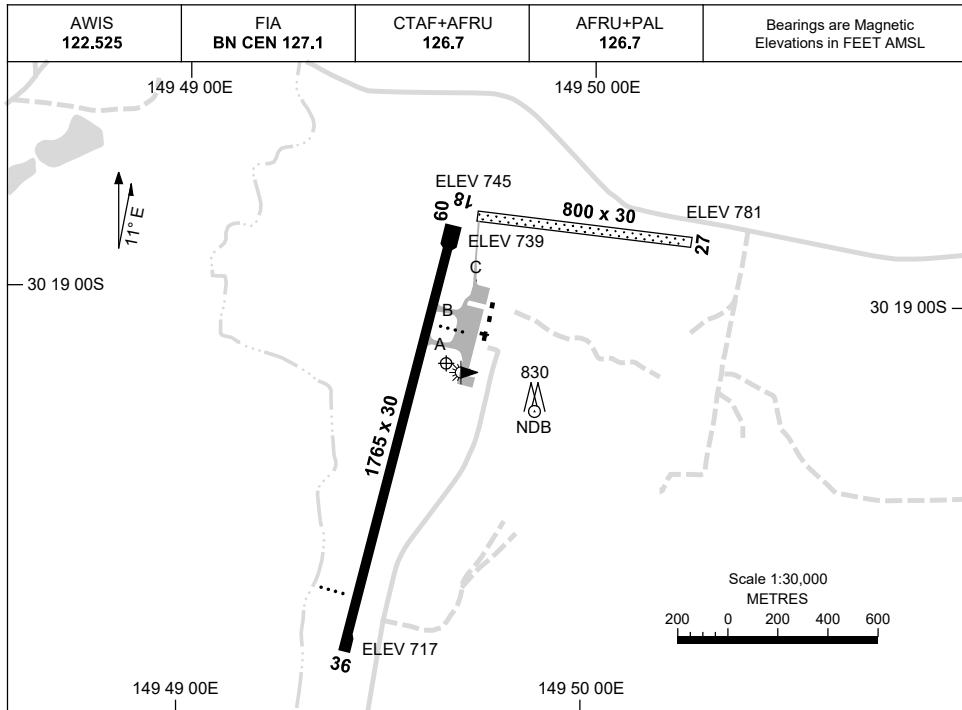 AWIS
122.525
FIA
BN CEN 127.1
CTAF+AFRU
126.7
AFRU+PAL
126.7
Bearings are Magnetic
Elevations in FEET AMSL
149 49 00E
149 50 00E
11° E
ELEV 745
18
09
800 x 30
ELEV 781
27
ELEV 739
C
30 19 00S
30 19 00S
B
A
830
NDB
1765 x 30
Scale 1:30,000
METRES
200 0 200 400 600
36
ELEV 717
149 49 00E
149 50 00E